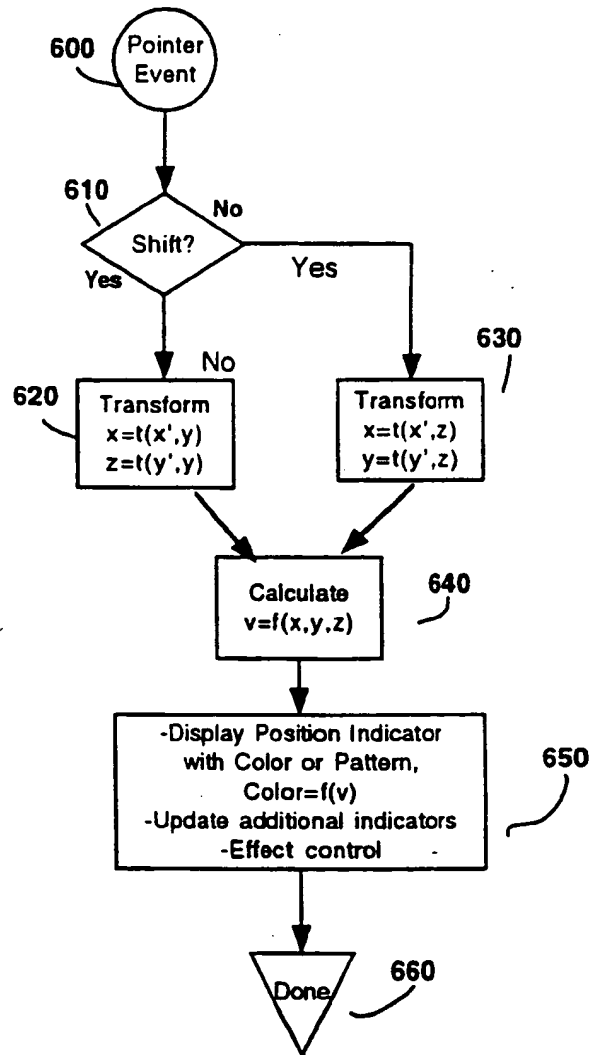 600
Pointer
Event
610
No
Shift?
Yes
Yes
No
620
Transform
x=t(x',y)
z=t(y',y)
630
Transform
x=t(x',z)
y=t(y',z)
Calculate
v=f(x,y,z)
640
-Display Position Indicator
with Color or Pattern,
Color=f(v)
-Update additional indicators
-Effect control
650
Done
660